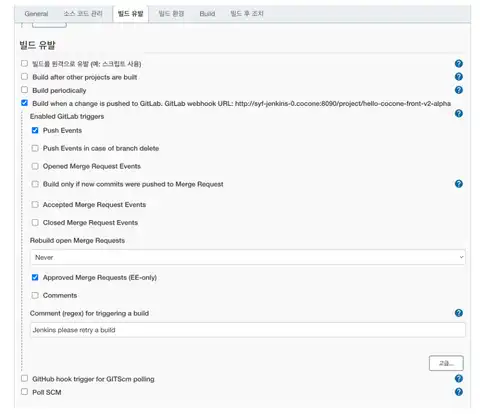 General 소스 코드 관리 빌드 유발 빌드 환경 Build 빌드 후 조치
빌드 유발
빌드를 원격으로 유발 (예: 스크립트 사용)
Build after other projects are built
Build periodically
Build when a change is pushed to GitLab. GitLab webhook URL: http://syf-jenkins-0.cocone:8090/project/hello-cocone-front-v2-alpha
Enabled GitLab triggers
Push Events
Push Events in case of branch delete
Opened Merge Request Events
Build only if new commits were pushed to Merge Request
Accepted Merge Request Events
Closed Merge Request Events
Rebuild open Merge Requests
Never
Approved Merge Requests (EE-only)
Comments
Comment (regex) for triggering a build
Jenkins please retry a build
고급...
GitHub hook trigger for GITScm polling
Poll SCM